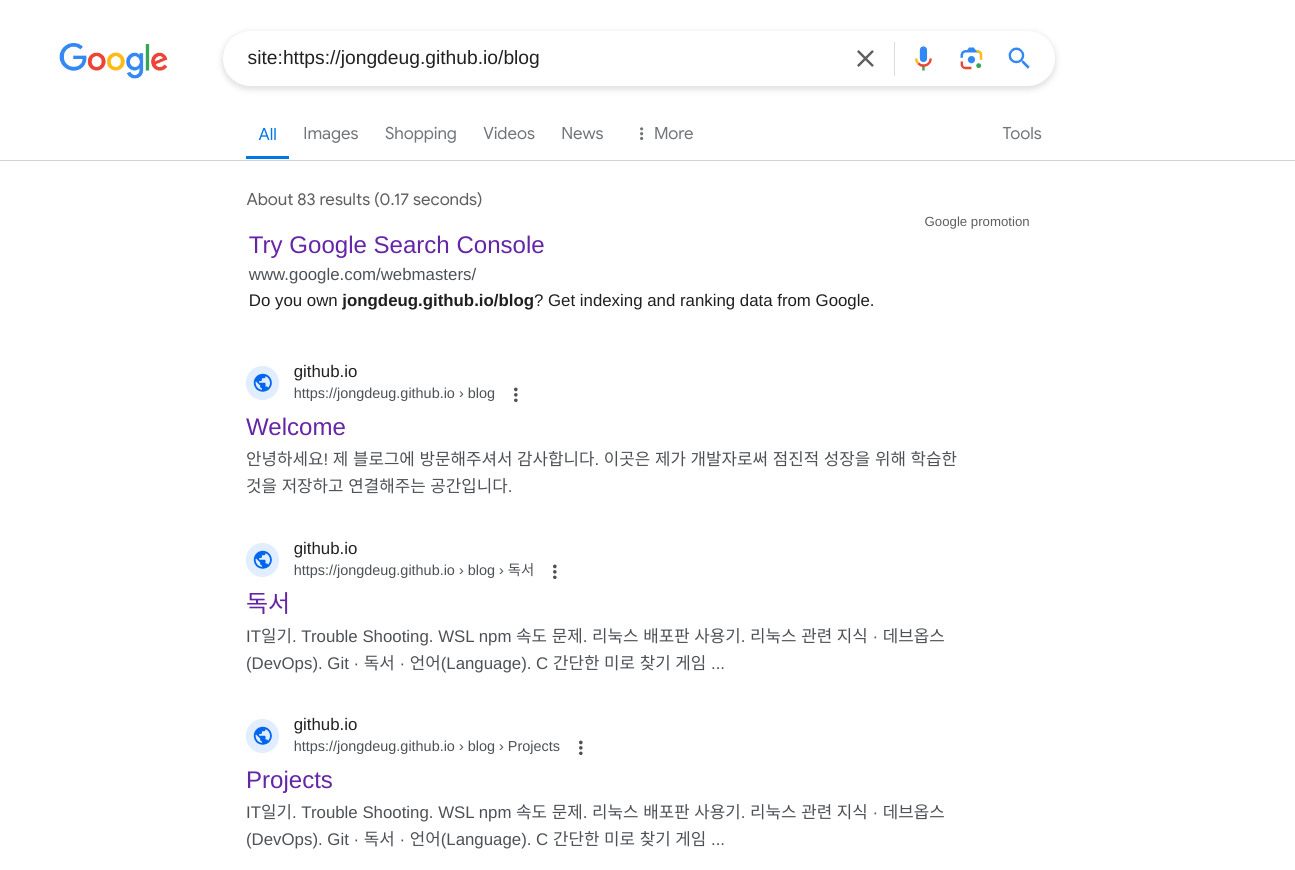 Google
site:https://jongdeug.github.io/blog
All Images Shopping Videos News More Tools
About 83 results (0.17 seconds)
Google promotion
Try Google Search Console
www.google.com/webmasters/
Do you own jongdeug.github.io/blog? Get indexing and ranking data from Google.
github.io
https://jongdeug.github.io › blog
Welcome
안녕하세요! 제 블로그에 방문해주셔서 감사합니다. 이곳은 제가 개발자로써 점진적 성장을 위해 학습한
것을 저장하고 연결해주는 공간입니다.
github.io
https://jongdeug.github.io › blog › 독서
독서
IT일기. Trouble Shooting. WSL npm 속도 문제. 리눅스 배포판 사용기. 리눅스 관련 지식 · 데브옵스
(DevOps). Git · 독서 · 언어(Language). C 간단한 미로 찾기 게임 ...
github.io
https://jongdeug.github.io › blog › Projects
Projects
IT일기. Trouble Shooting. WSL npm 속도 문제. 리눅스 배포판 사용기. 리눅스 관련 지식 · 데브옵스
(DevOps). Git · 독서 · 언어(Language). C 간단한 미로 찾기 게임 ...